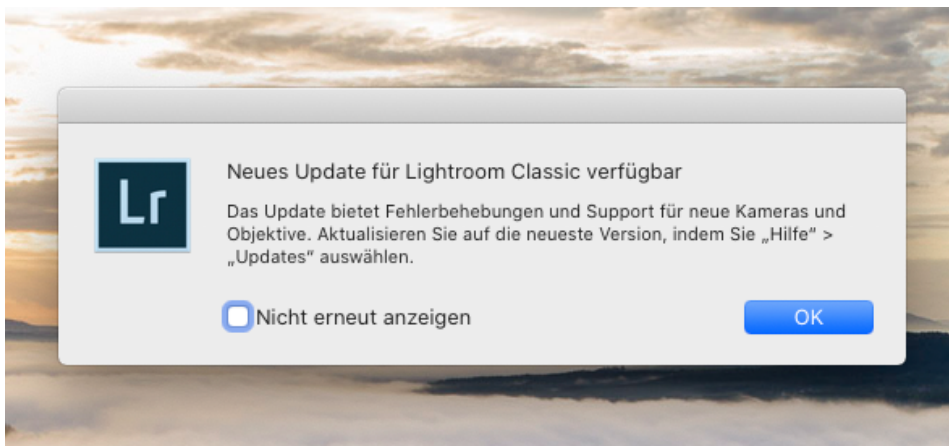 Lr
Neues Update für Lightroom Classic verfügbar
Das Update bietet Fehlerbehebungen und Support für neue Kameras und
Objektive. Aktualisieren Sie auf die neueste Version, indem Sie „Hilfe“ >
„Updates“ auswählen.
Nicht erneut anzeigen
OK